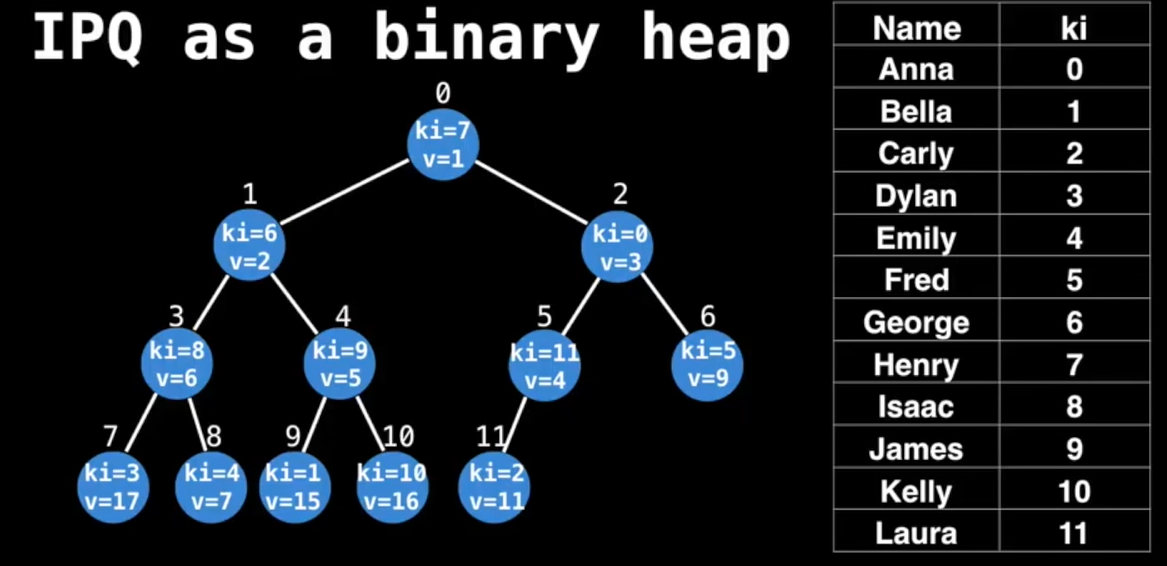 IPQ as a binary heap
0
ki=7
v=1
1
ki=6
v=2
2
ki=0
v=3
3
ki=8
v=6
4
ki=9
v=5
5
ki=11
v=4
6
ki=5
v=9
7
ki=3
v=17
8
ki=4
v=7
9
ki=1
v=15
10
ki=10
v=16
11
ki=2
v=11
Name ki
Anna 0
Bella 1
Carly 2
Dylan 3
Emily 4
Fred 5
George 6
Henry 7
Isaac 8
James 9
Kelly 10
Laura 11